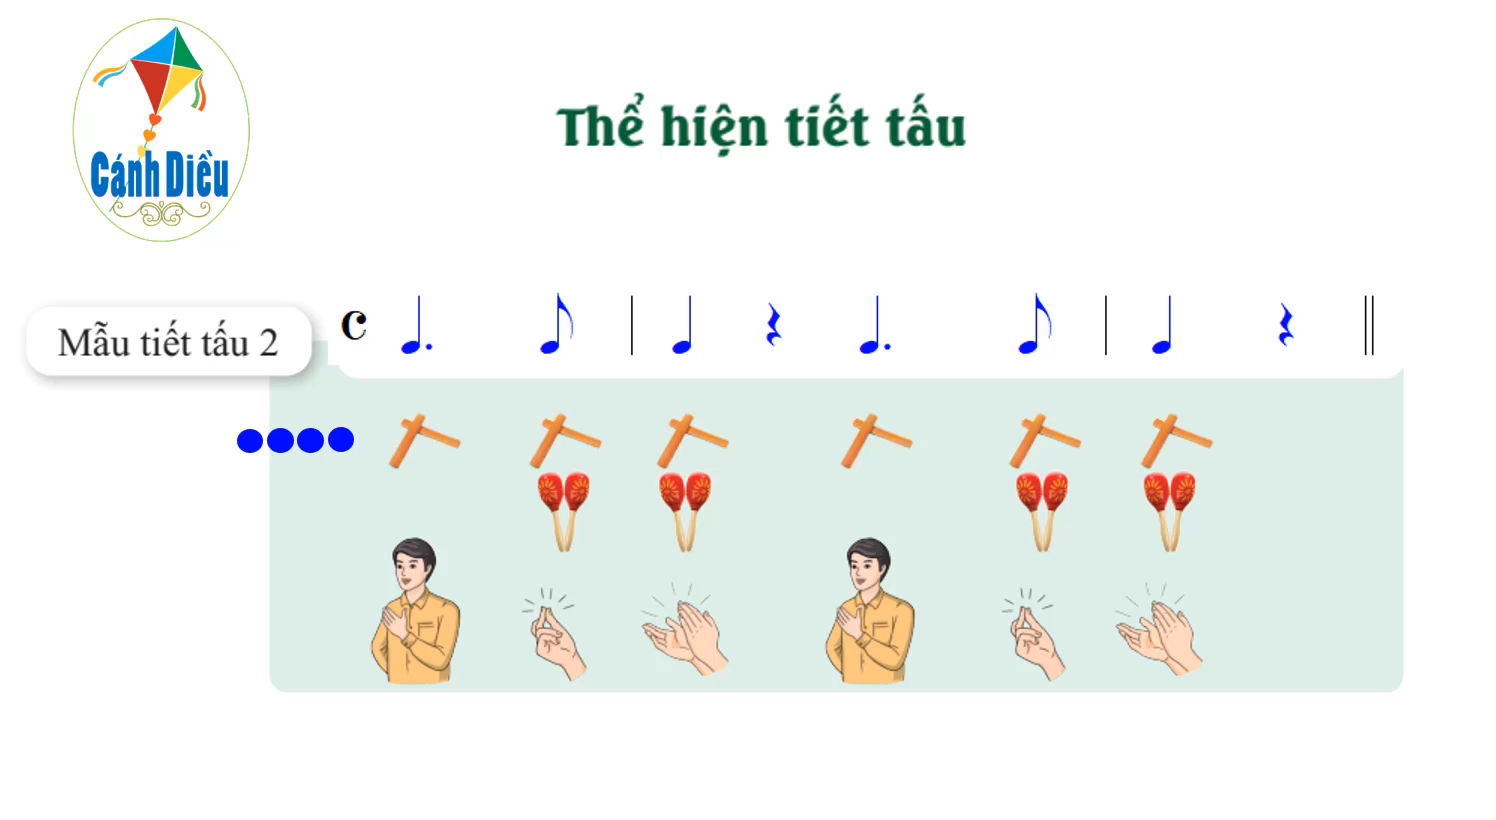 Cánh Diều
Thể hiện tiết tấu
Mẫu tiết tấu 2